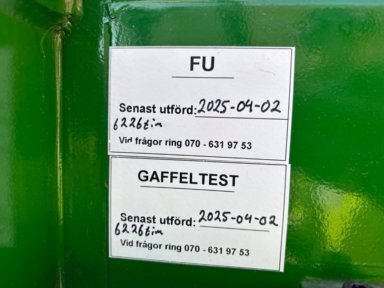 FU
Senast utförd: 2025-04-02
6226tim
Vid frågor ring 070 - 631 97 53
GAFFELTEST
Senast utförd: 2025-04-02
6226tim
Vid frågor ring 070 - 631 97 53